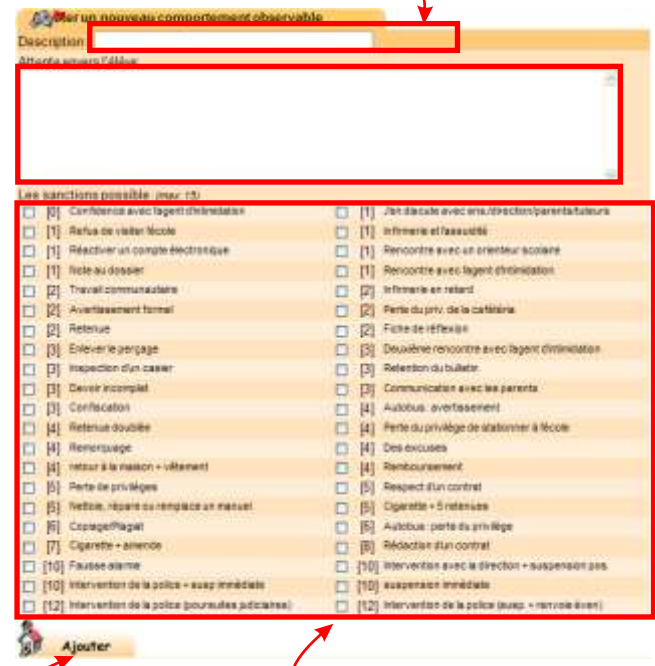 Créer un nouveau comportement observable
Description:
Attente envers l'élève:
Les sanctions possible (max: 15)
[0] Conférence avec l'agent d'intimidation [1] J'en discute avec ens./direction/parents/tuteurs
[1] Refus de visiter l'école [1] Infirmerie et l'assuidité
[1] Réactiver un compte électronique [1] Rencontre avec un orienteur scolaire
[1] Note au dossier [1] Rencontre avec l'agent d'intimidation
[2] Travail communautaire [2] Infirmerie en retard
[2] Avertissement formel [2] Perte du priv. de la cafétéria
[2] Retenue [2] Fiche de réflexion
[3] Enlever le perçage [3] Deuxième rencontre avec l'agent d'intimidation
[3] Inspection d'un casier [3] Retention du bulletin
[3] Devoir incomplet [3] Communication avec les parents
[3] Confiscation [4] Autobus: avertissement
[4] Retenue doublée [4] Perte du privilège de stationner à l'école
[4] Remorquage [4] Des excuses
[4] retour à la maison + vêtement [4] Remboursement
[5] Perte de privilèges [5] Respect d'un contrat
[5] Nettoie, répare ou remplace un manuel [5] Cigarette + 5 retenues
[6] Copiage/Plagiat [6] Autobus: perte du privilège
[7] Cigarette + amende [8] Rédaction d'un contrat
[10] Fausse alarme [10] Intervention avec la direction + suspension pos.
[10] Intervention de la police + susp immédiate [10] suspension immédiate
[12] Intervention de la police (poursuites judiciaires) [12] Intervention de la police (susp. + renvoie éven)
Ajouter